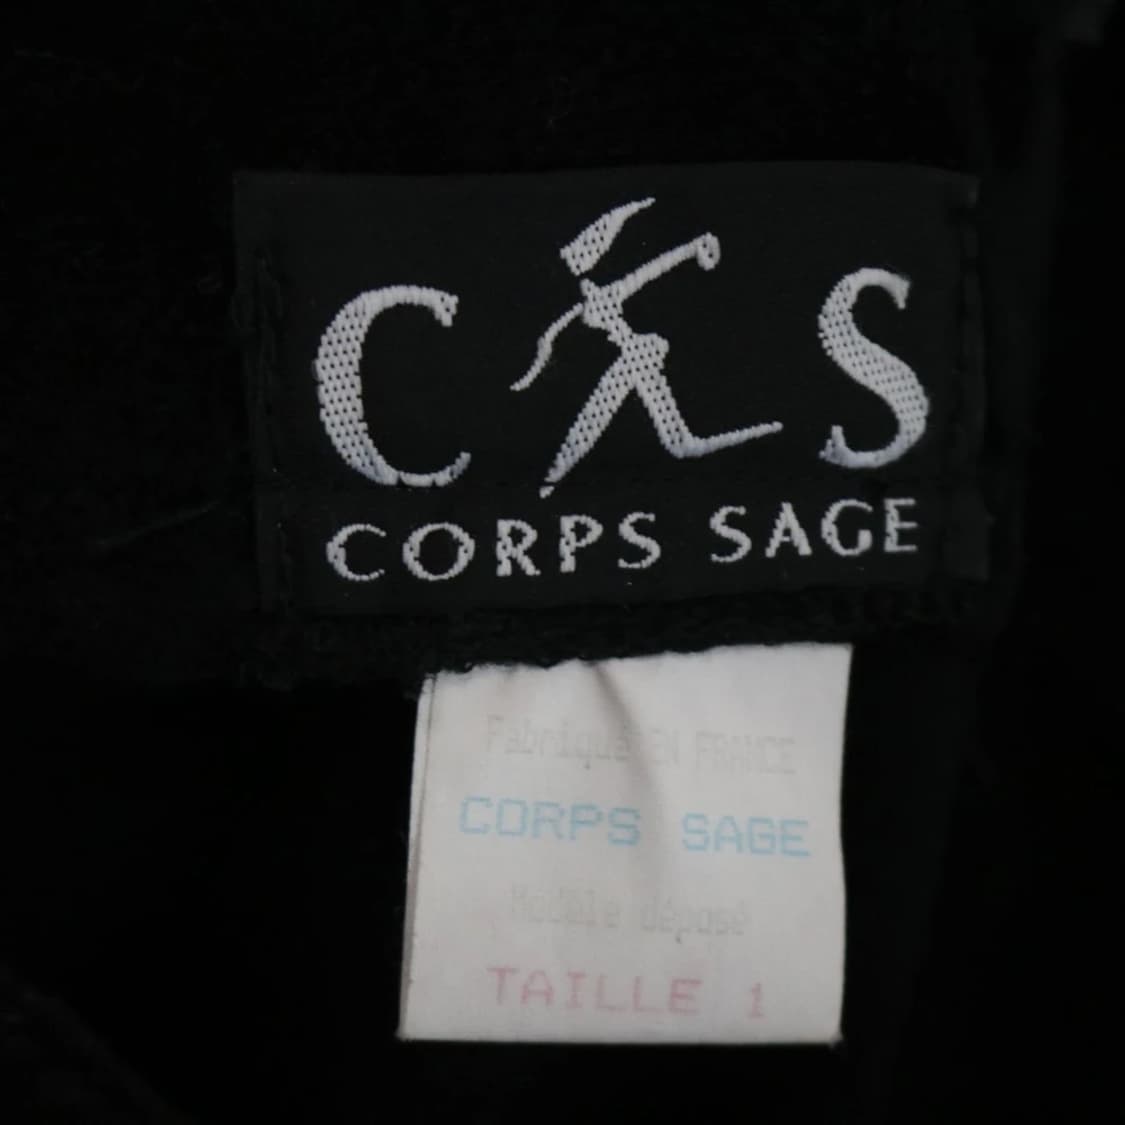 C S
CORPS SAGE
Fabriqué EN FRANCE
CORPS SAGE
Modèle déposé
TAILLE 1